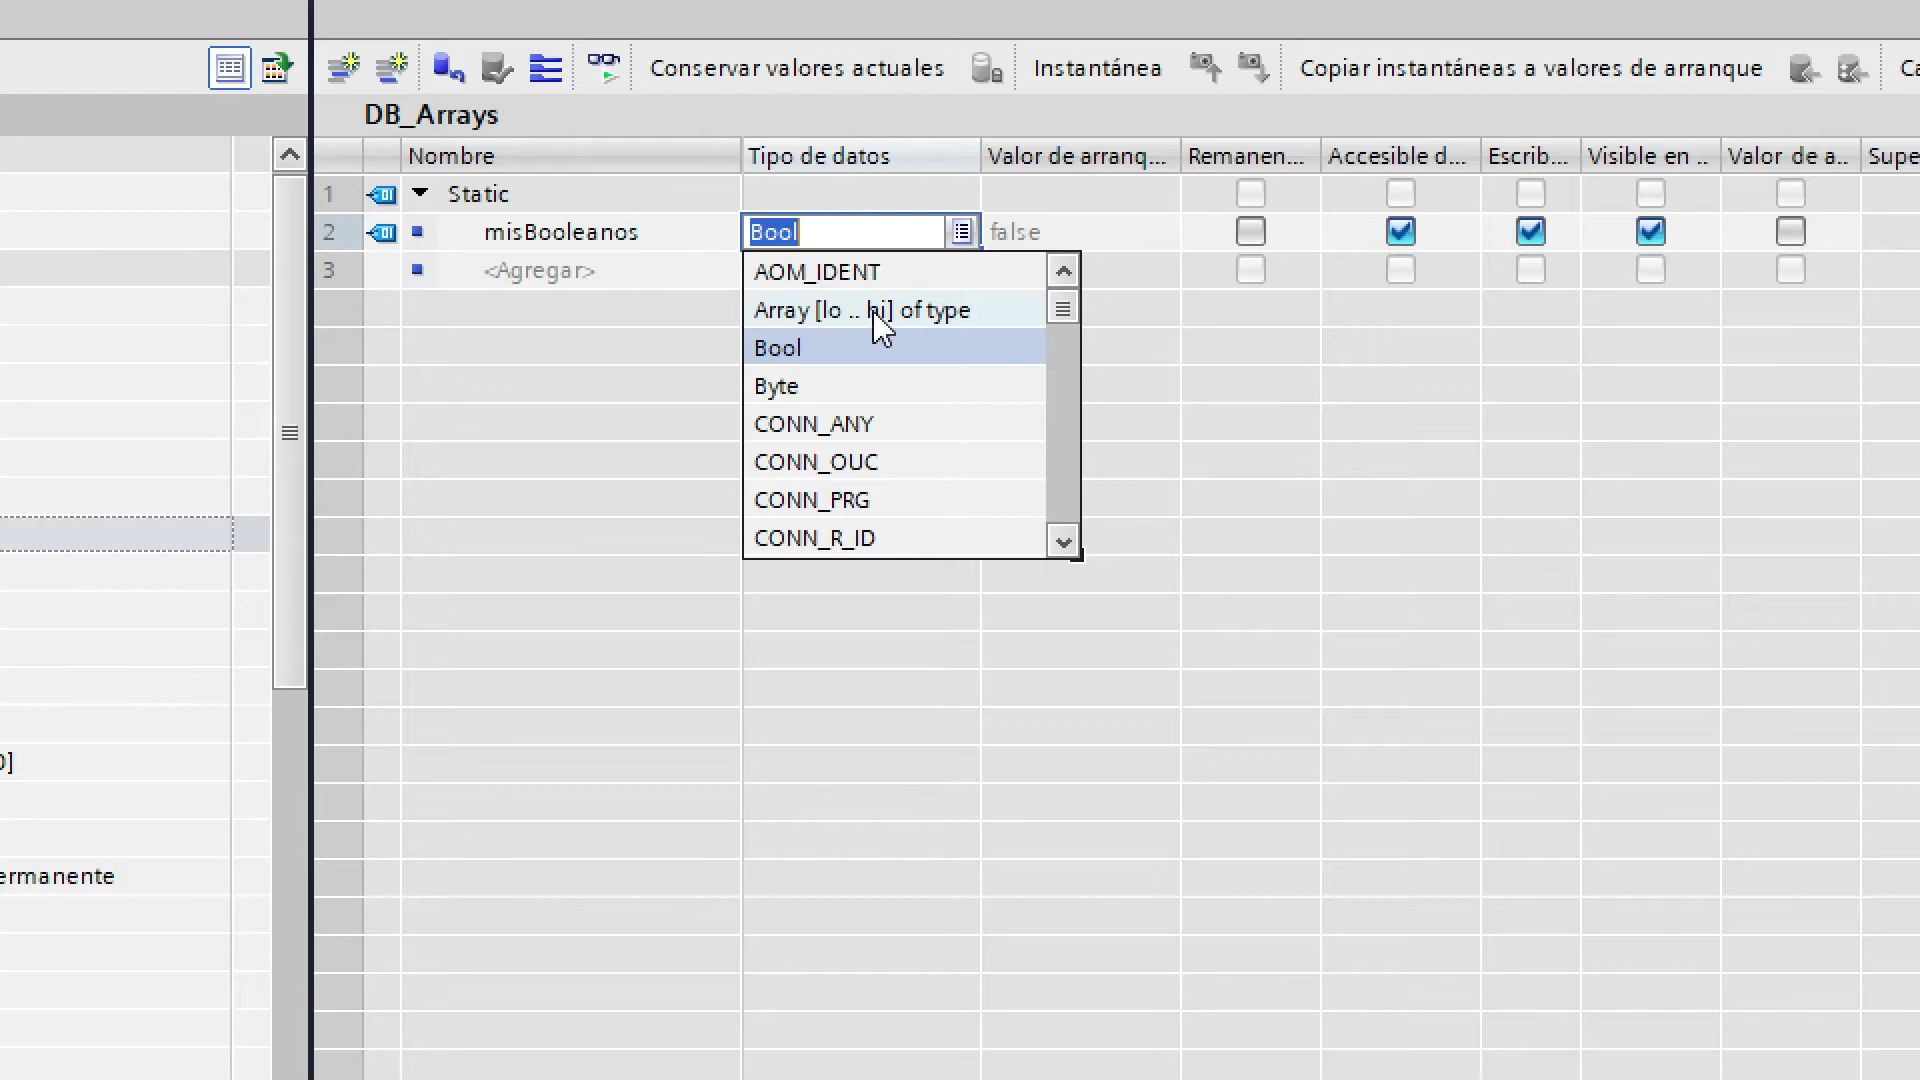 Conservar valores actuales
Instantánea
Copiar instantáneas a valores de arranque
DB_Arrays
Nombre
Tipo de datos
Valor de arranq...
Remanen...
Accesible d...
Escrib...
Visible en ..
Valor de a..
Supe
1
Static
2
misBooleanos
Bool
false
3
<Agregar>
AOM_IDENT
Array [lo .. hi] of type
Bool
Byte
CONN_ANY
CONN_OUC
CONN_PRG
CONN_R_ID
ermanente